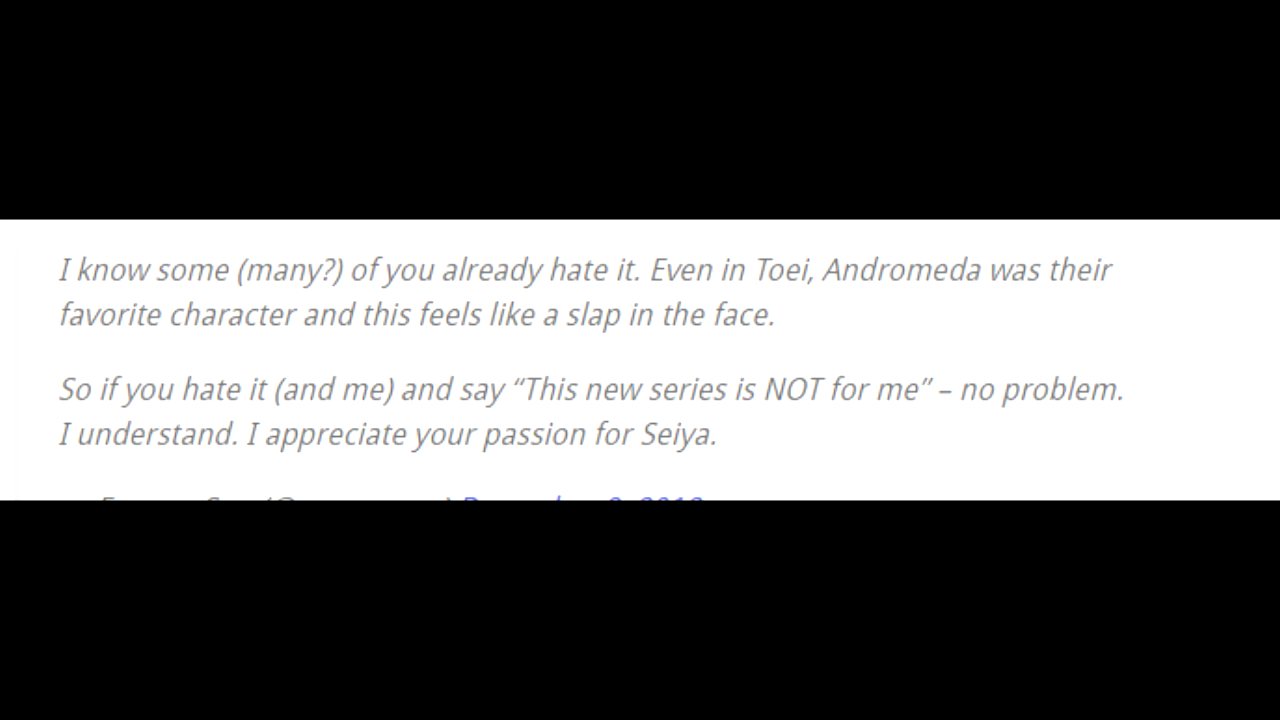 I know some (many?) of you already hate it. Even in Toei, Andromeda was their
favorite character and this feels like a slap in the face.
So if you hate it (and me) and say “This new series is NOT for me” – no problem.
I understand. I appreciate your passion for Seiya.